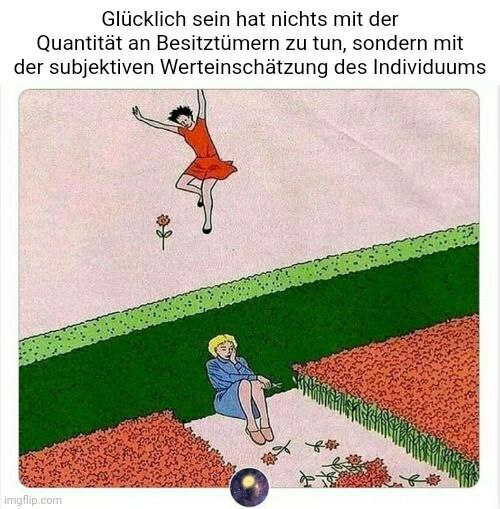 Glücklich sein hat nichts mit der
Quantität an Besitztümern zu tun, sondern mit
der subjektiven Werteinschätzung des Individuums
imgflip.com